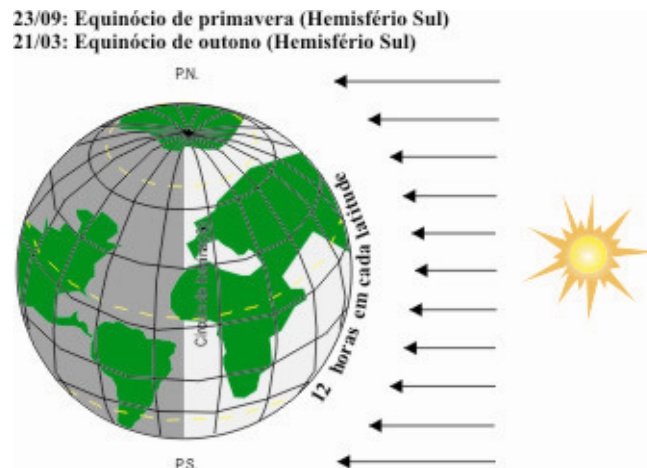 23/09: Equinócio de primavera (Hemisfério Sul)
21/03: Equinócio de outono (Hemisfério Sul)
P.N.
12 horas em cada latitude
P.S.